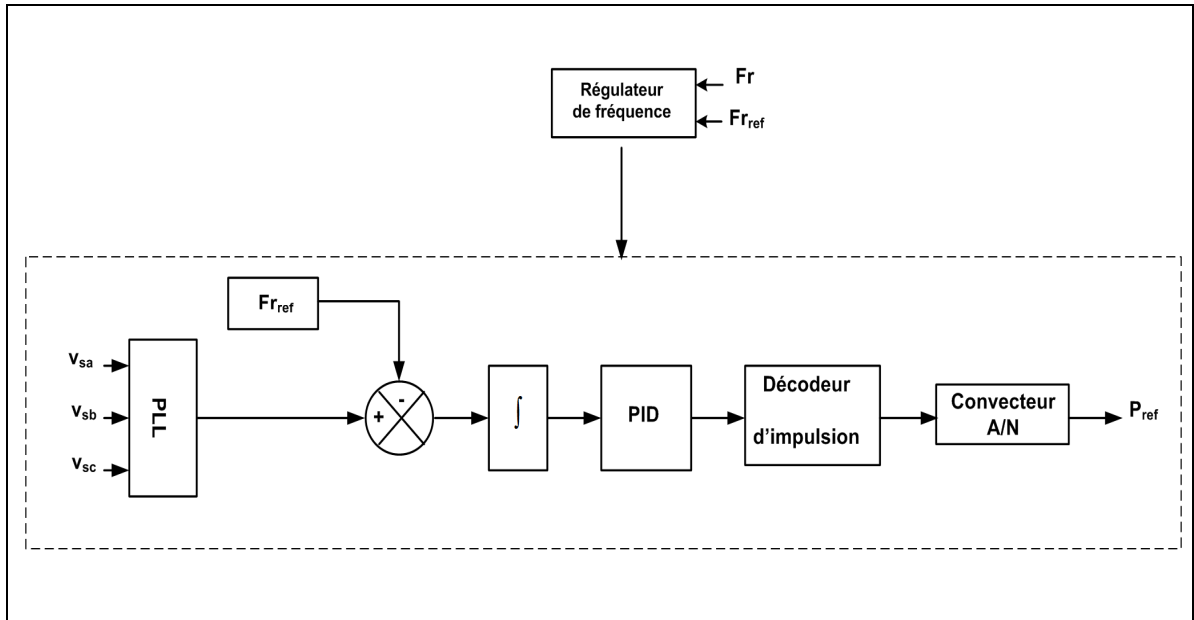 Régulateur
de fréquence
Fr
Fr_ref
Fr_ref
v_sa
v_sb
v_sc
PLL
-
+
∫
PID
Décodeur
d'impulsion
Convecteur
A/N
P_ref